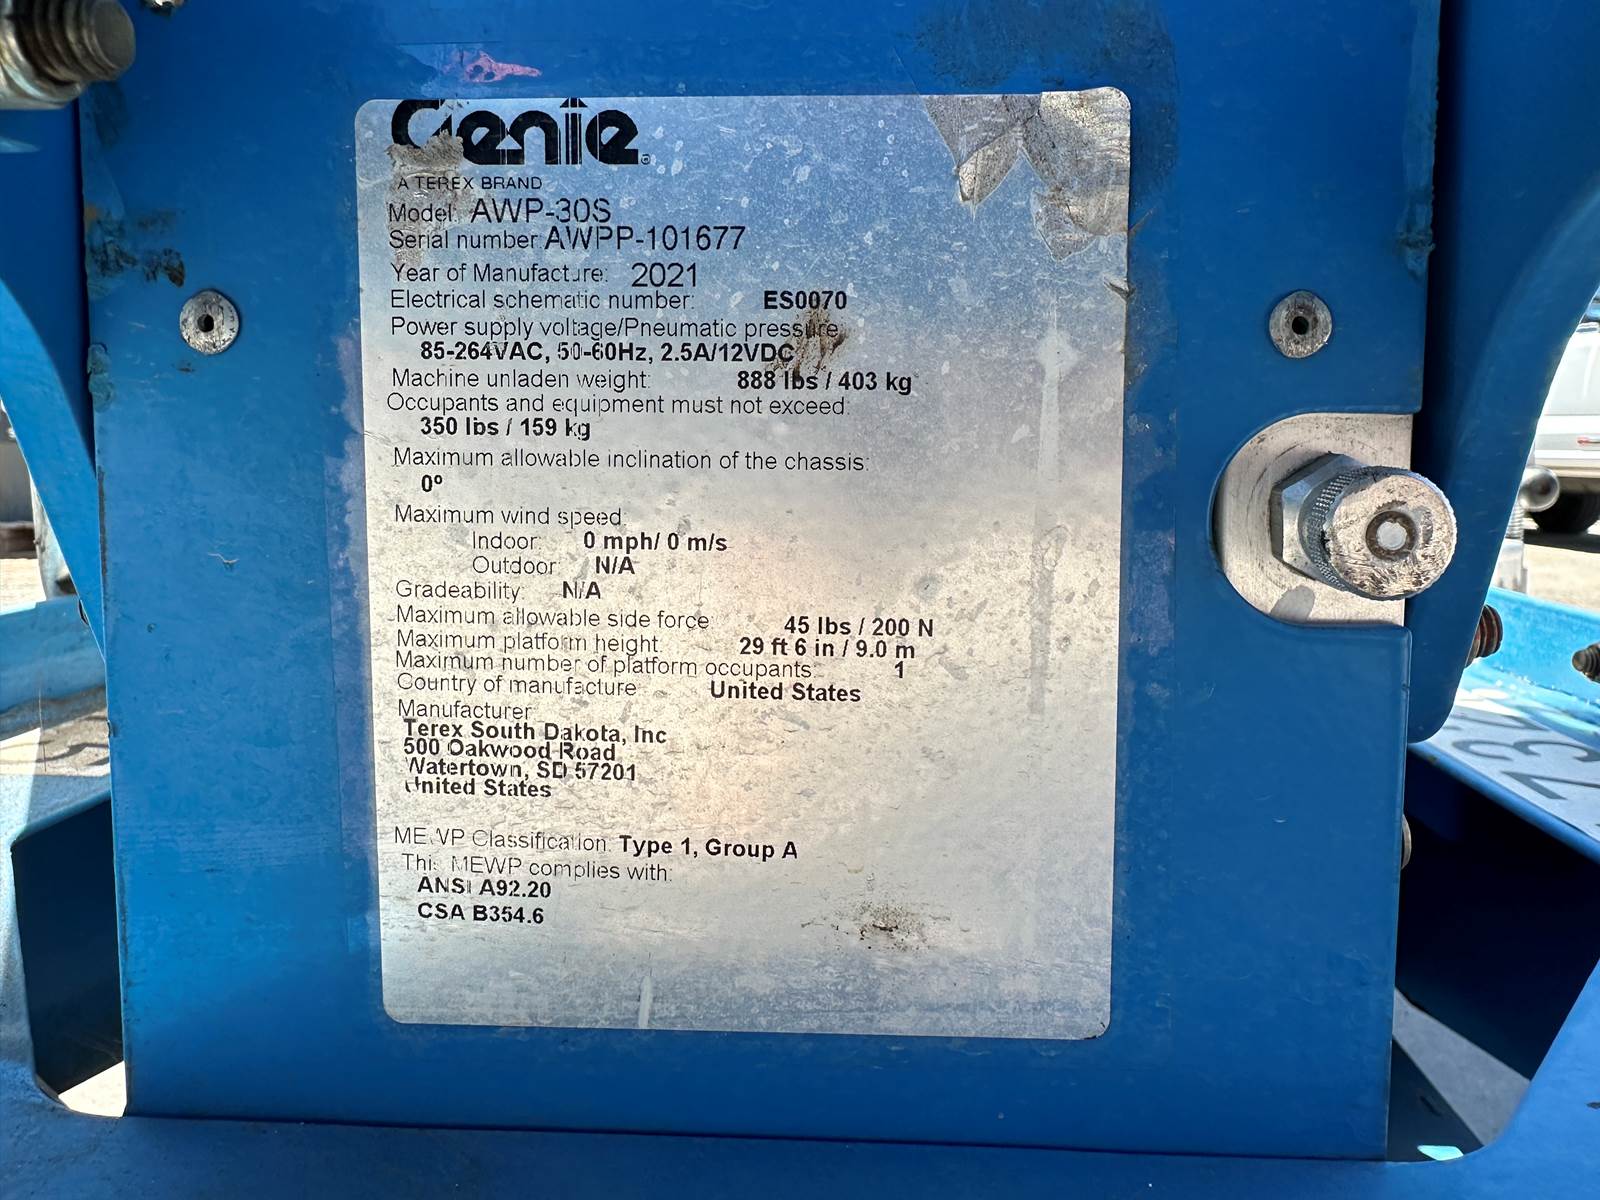 Genie
A TEREX BRAND
Model: AWP-30S
Serial number: AWPP-101677
Year of Manufacture: 2021
Electrical schematic number: ES0070
Power supply voltage/Pneumatic pressure
85-264VAC, 50-60Hz, 2.5A/12VDC
Machine unladen weight: 888 lbs / 403 kg
Occupants and equipment must not exceed:
350 lbs / 159 kg
Maximum allowable inclination of the chassis:
0º
Maximum wind speed:
Indoor: 0 mph/ 0 m/s
Outdoor: N/A
Gradeability: N/A
Maximum allowable side force: 45 lbs / 200 N
Maximum platform height: 29 ft 6 in / 9.0 m
Maximum number of platform occupants: 1
Country of manufacture: United States
Manufacturer:
Terex South Dakota, Inc
500 Oakwood Road
Watertown, SD 57201
United States
MEWP Classification: Type 1, Group A
This MEWP complies with:
ANSI A92.20
CSA B354.6